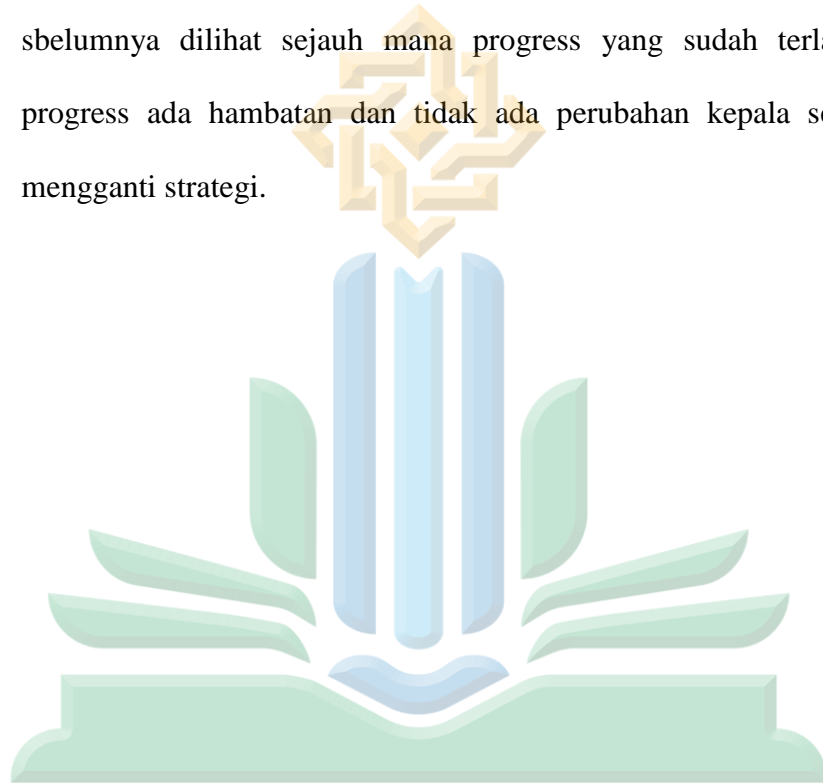 sbelumnya dilihat sejauh mana progress yang sudah
progress ada hambatan dan tidak ada perubahan kepala
mengganti strategi.